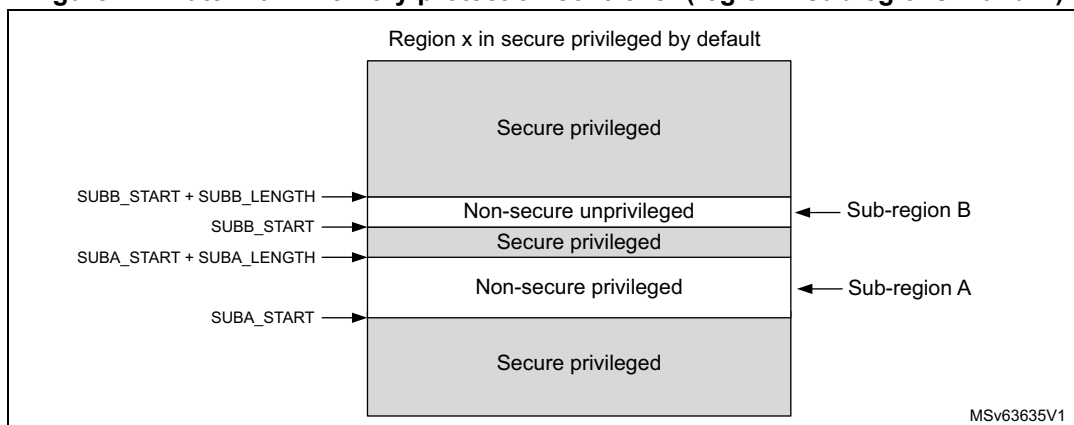 Region x in secure privileged by default
Secure privileged
SUBB_START + SUBB_LENGTH
Non-secure unprivileged
Sub-region B
SUBB_START
Secure privileged
SUBA_START + SUBA_LENGTH
Non-secure privileged
Sub-region A
SUBA_START
Secure privileged
MSv63635V1